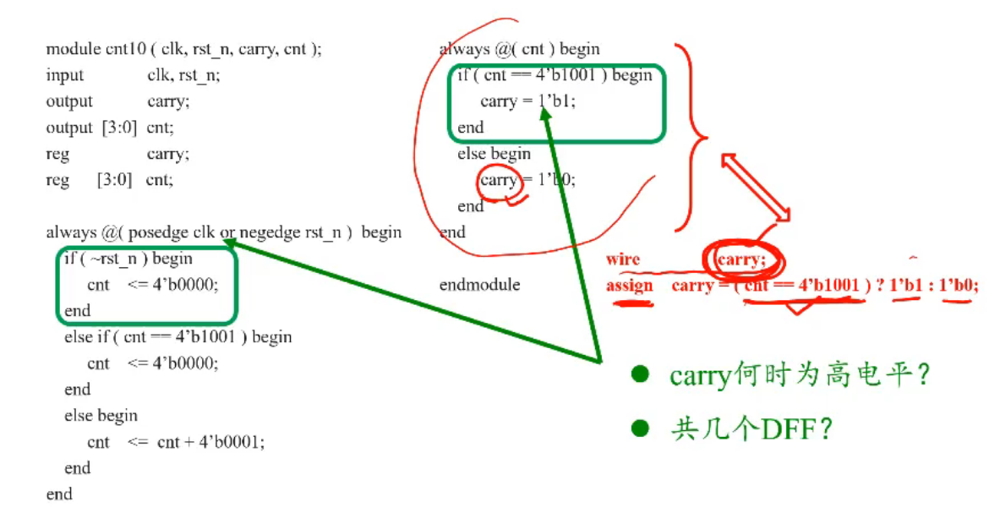 module cnt10 ( clk, rst_n, carry, cnt );
input clk, rst_n;
output carry;
output [3:0] cnt;
reg carry;
reg [3:0] cnt;
always @( posedge clk or negedge rst_n ) begin
if ( ~rst_n ) begin
cnt <= 4’b0000;
end
else if ( cnt == 4’b1001 ) begin
cnt <= 4’b0000;
end
else begin
cnt <= cnt + 4’b0001;
end
end
always @( cnt ) begin
if ( cnt == 4’b1001 ) begin
carry = 1’b1;
end
else begin
carry = 1’b0;
end
end
endmodule
wire carry;
assign carry = ( cnt == 4’b1001 ) ? 1’b1 : 1’b0;
● carry何时为高电平?
● 共几个DFF?